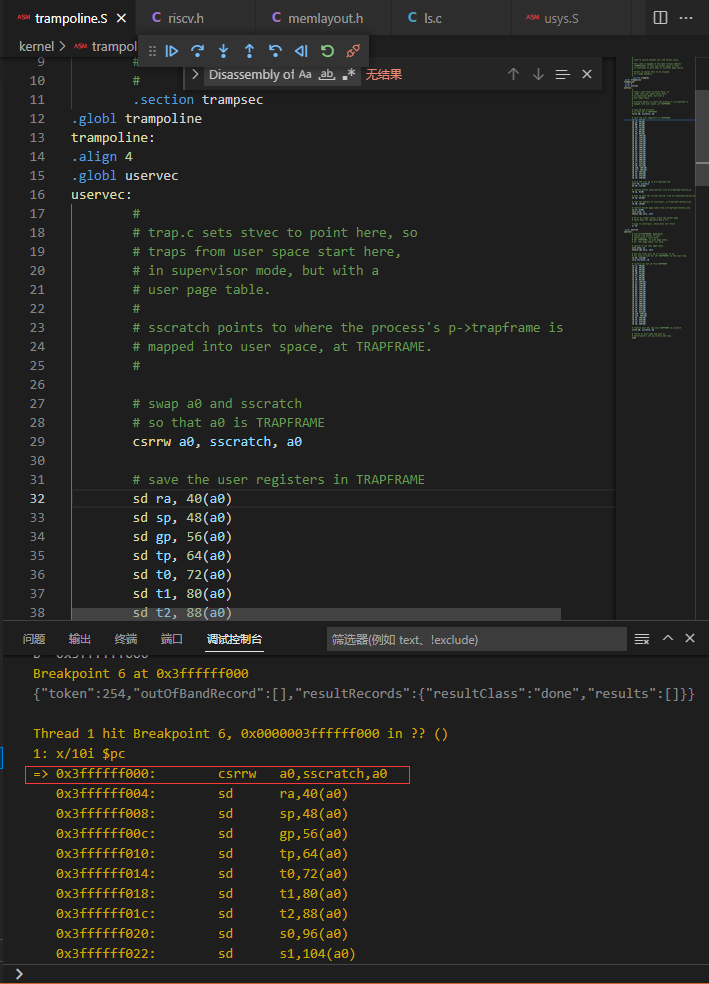 ASM trampoline.S × C riscv.h C memlayout.h C ls.c ASM usys.S ···
kernel > ASM trampol
Disassembly of Aa ab .* 无结果
9 #
10 #
11 .section trampsec
12 .globl trampoline
13 trampoline:
14 .align 4
15 .globl uservec
16 uservec:
17 #
18 # trap.c sets stvec to point here, so
19 # traps from user space start here,
20 # in supervisor mode, but with a
21 # user page table.
22 #
23 # sscratch points to where the process's p->trapframe is
24 # mapped into user space, at TRAPFRAME.
25 #
26
27 # swap a0 and sscratch
28 # so that a0 is TRAPFRAME
29 csrrw a0, sscratch, a0
30
31 # save the user registers in TRAPFRAME
32 sd ra, 40(a0)
33 sd sp, 48(a0)
34 sd gp, 56(a0)
35 sd tp, 64(a0)
36 sd t0, 72(a0)
37 sd t1, 80(a0)
38 sd t2, 88(a0)
问题 输出 终端 端口 调试控制台 筛选器(例如 text、!exclude)
Breakpoint 6 at 0x3ffffff000
{"token":254,"outOfBandRecord":[],"resultRecords":{"resultClass":"done","results":[]}}
Thread 1 hit Breakpoint 6, 0x0000003ffffff000 in ?? ()
1: x/10i $pc
=> 0x3ffffff000: csrrw a0,sscratch,a0
0x3ffffff004: sd ra,40(a0)
0x3ffffff008: sd sp,48(a0)
0x3ffffff00c: sd gp,56(a0)
0x3ffffff010: sd tp,64(a0)
0x3ffffff014: sd t0,72(a0)
0x3ffffff018: sd t1,80(a0)
0x3ffffff01c: sd t2,88(a0)
0x3ffffff020: sd s0,96(a0)
0x3ffffff022: sd s1,104(a0)
>